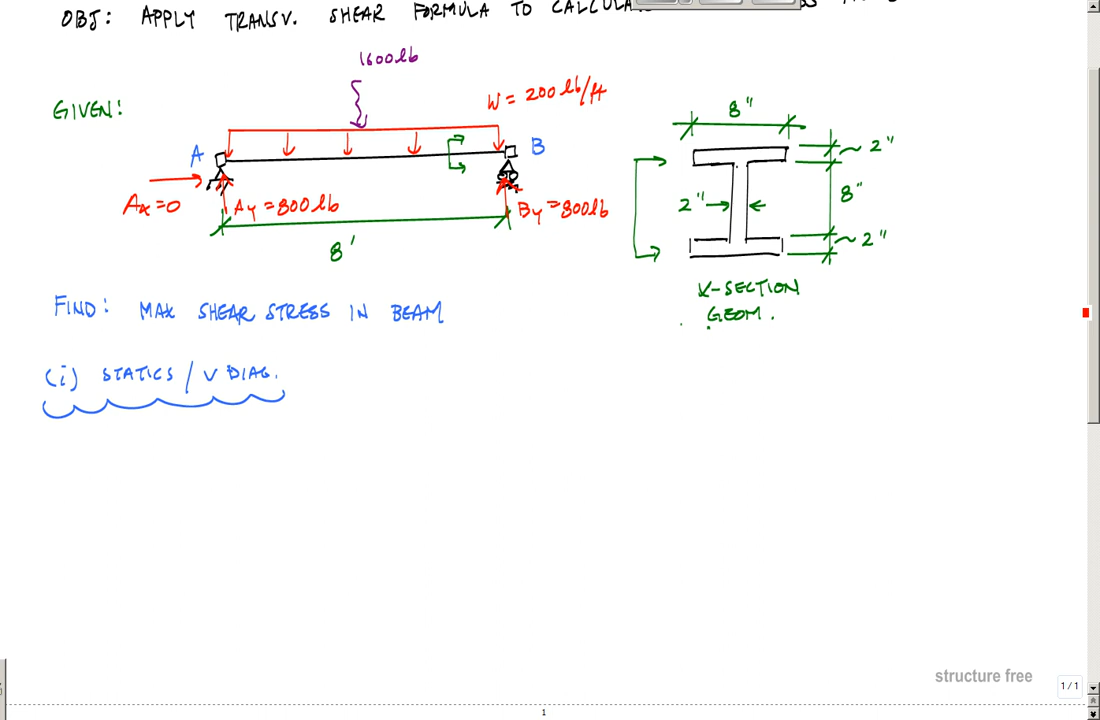 OBJ: APPLY TRANSV. SHEAR FORMULA TO
1600lb
GIVEN:
W = 200 lb/ft
A
B
Ax=0
Ay=800lb
By=800lb
8'
8"
2"
8"
2"
2"
X-SECTION
GEOM.
FIND: MAX SHEAR STRESS IN BEAM
(i) STATICS / V DIAG.
structure free
1 / 1
1